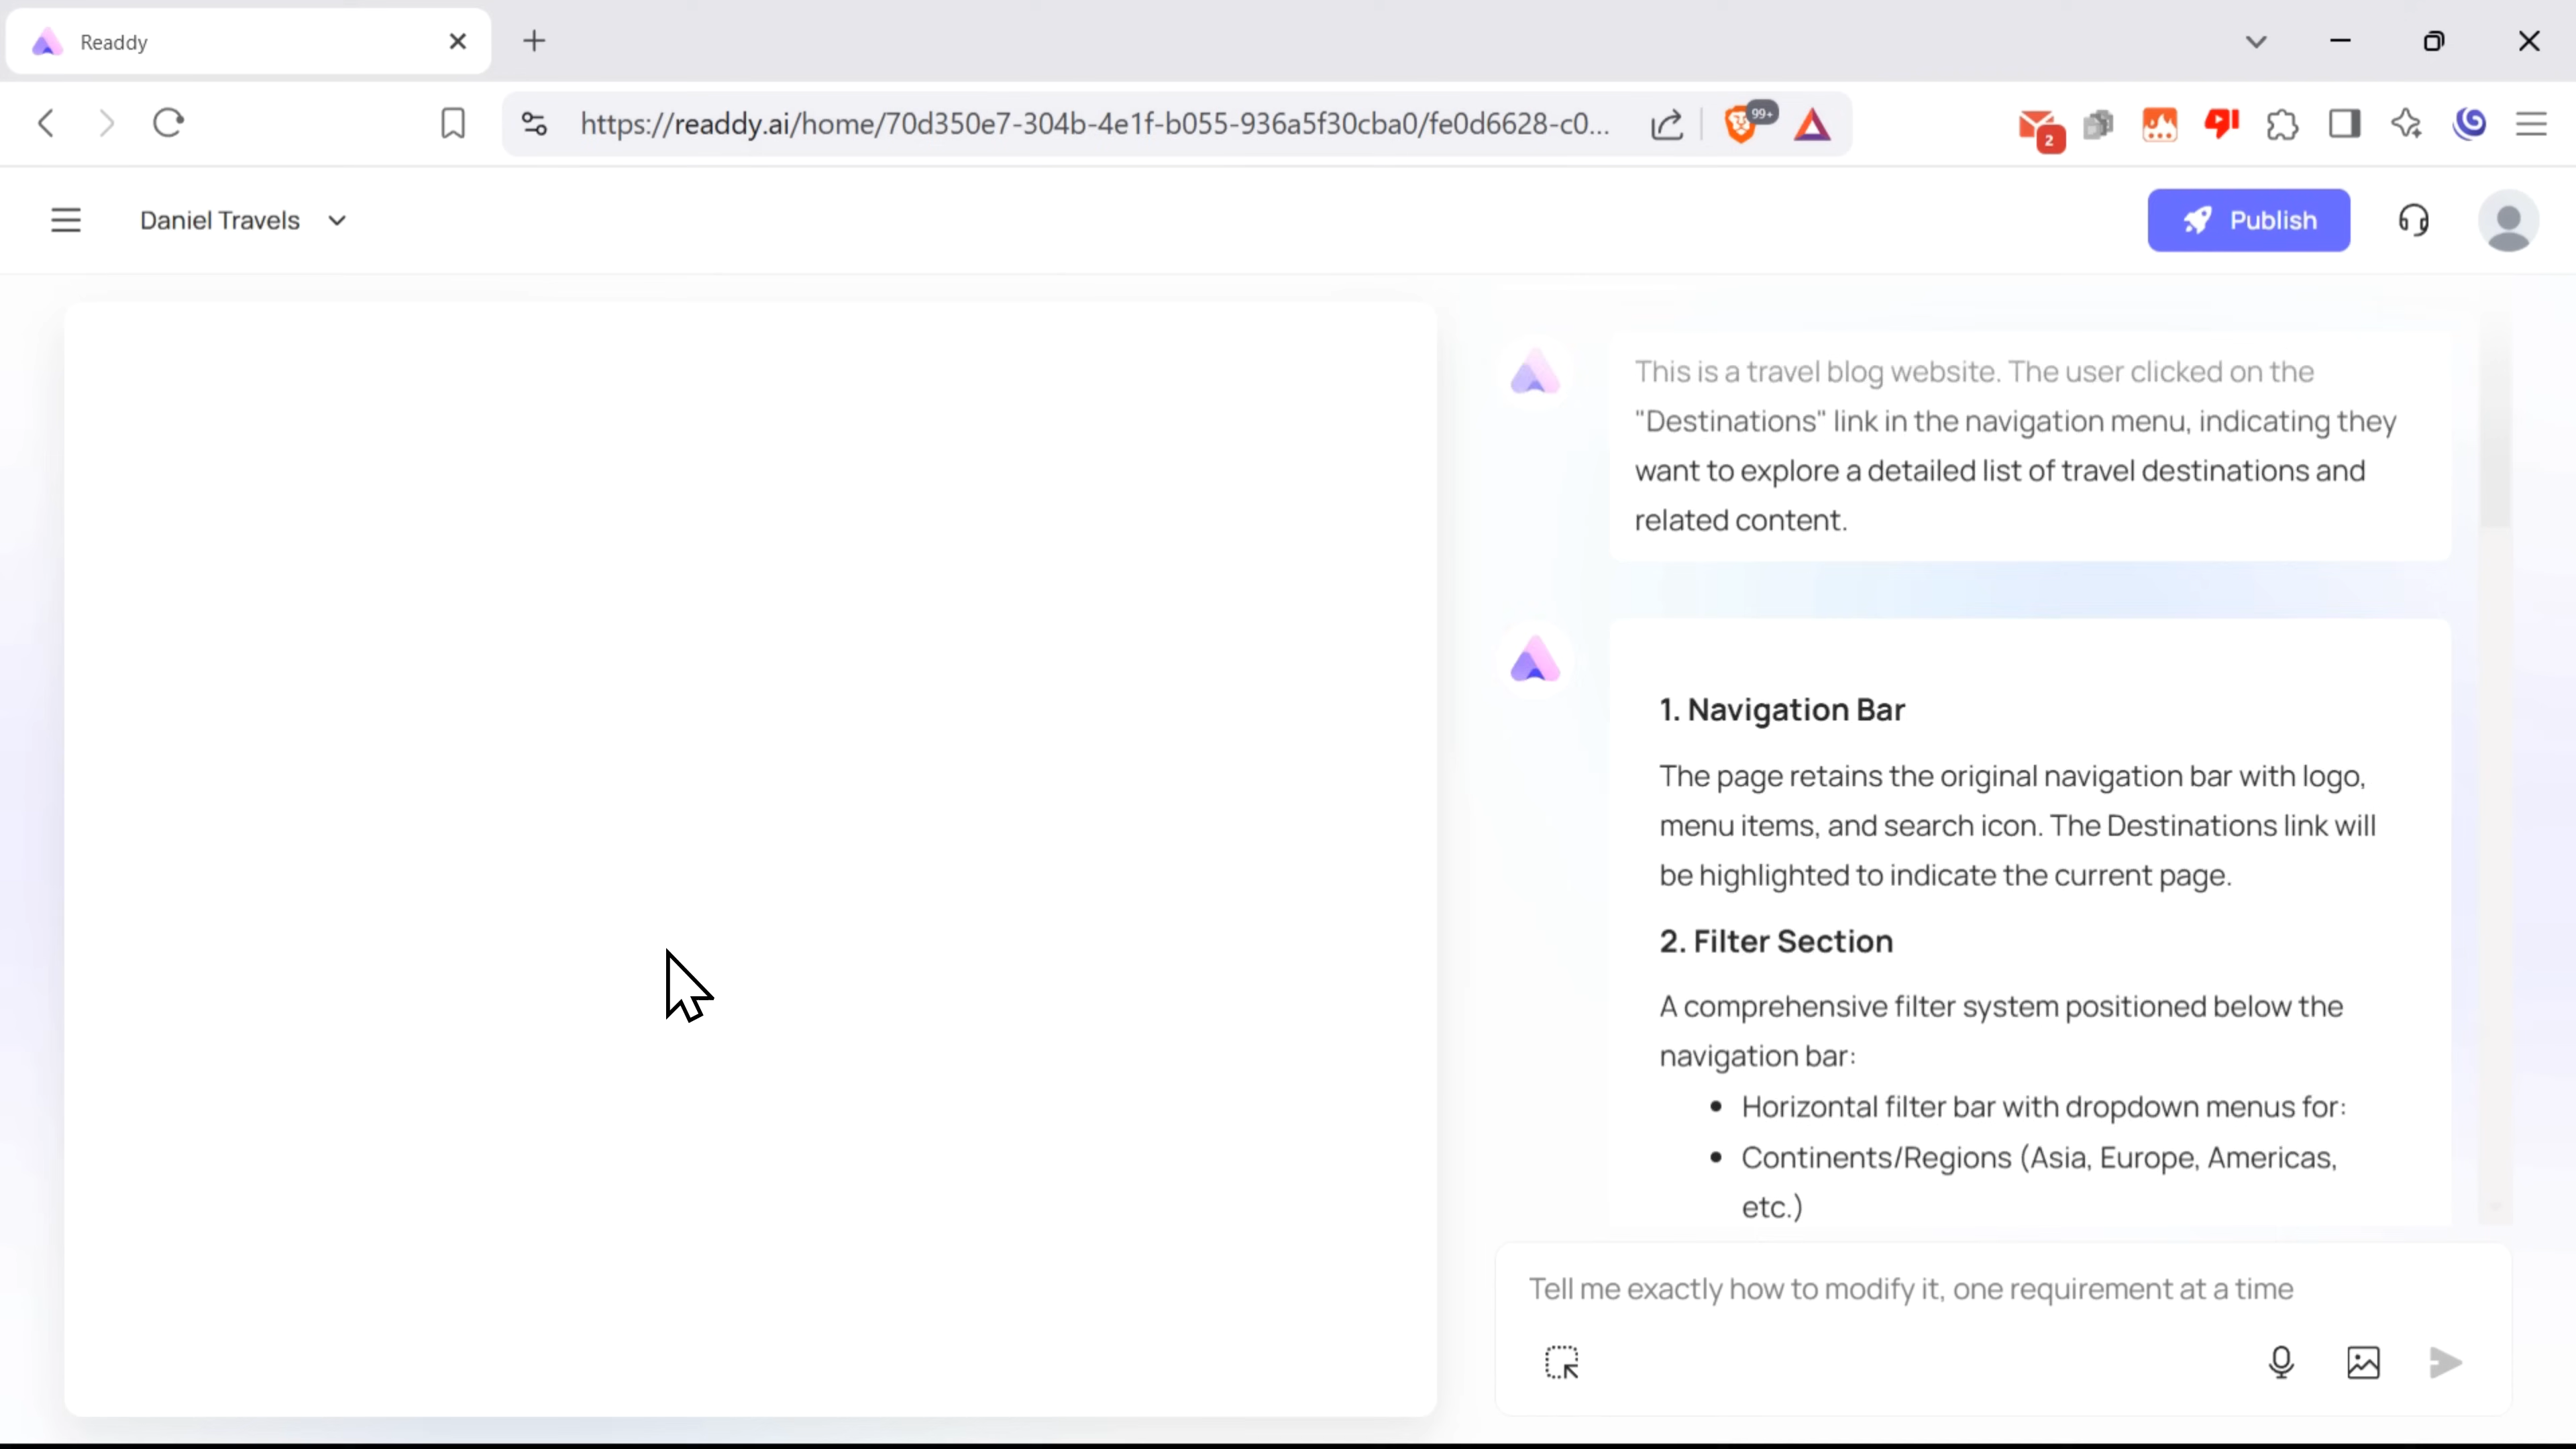 Readdy
https://readdy.ai/home/70d350e7-304b-4e1f-b055-936a5f30cba0/fe0d6628-c0...
99+
2
Daniel Travels
Publish
This is a travel blog website. The user clicked on the
"Destinations" link in the navigation menu, indicating they
want to explore a detailed list of travel destinations and
related content.
1. Navigation Bar
The page retains the original navigation bar with logo,
menu items, and search icon. The Destinations link will
be highlighted to indicate the current page.
2. Filter Section
A comprehensive filter system positioned below the
navigation bar:
• Horizontal filter bar with dropdown menus for:
• Continents/Regions (Asia, Europe, Americas,
etc.)
Tell me exactly how to modify it, one requirement at a time